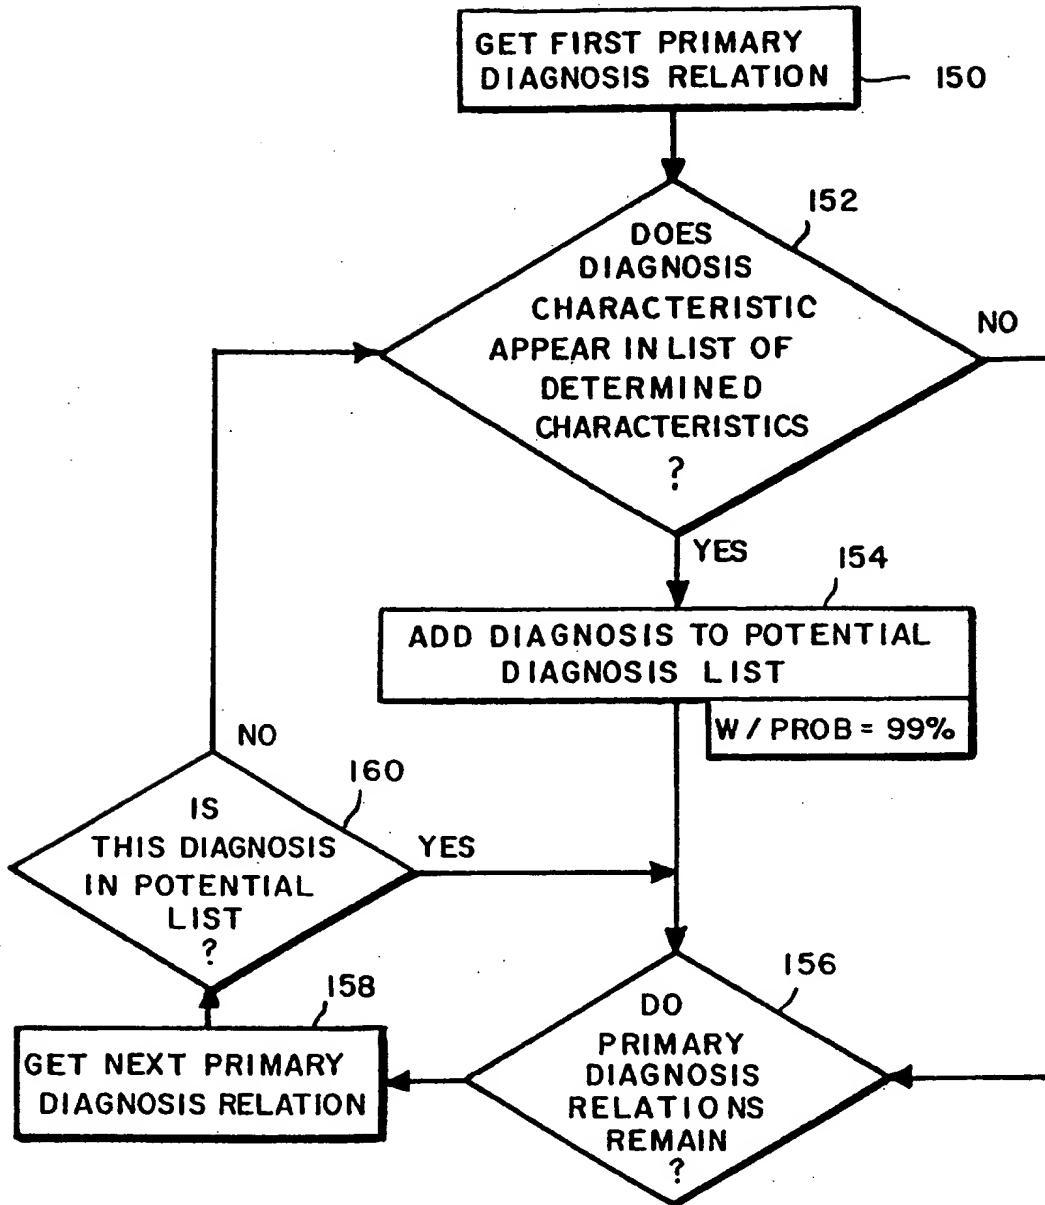 GET FIRST PRIMARY
DIAGNOSIS RELATION
150
152
DOES
DIAGNOSIS
CHARACTERISTIC
APPEAR IN LIST OF
DETERMINED
CHARACTERISTICS
?
NO
YES
154
ADD DIAGNOSIS TO POTENTIAL
DIAGNOSIS LIST
W/PROB = 99%
NO
160
IS
THIS DIAGNOSIS
IN POTENTIAL
LIST
?
YES
156
DO
PRIMARY
DIAGNOSIS
RELATIONS
REMAIN
?
158
GET NEXT PRIMARY
DIAGNOSIS RELATION